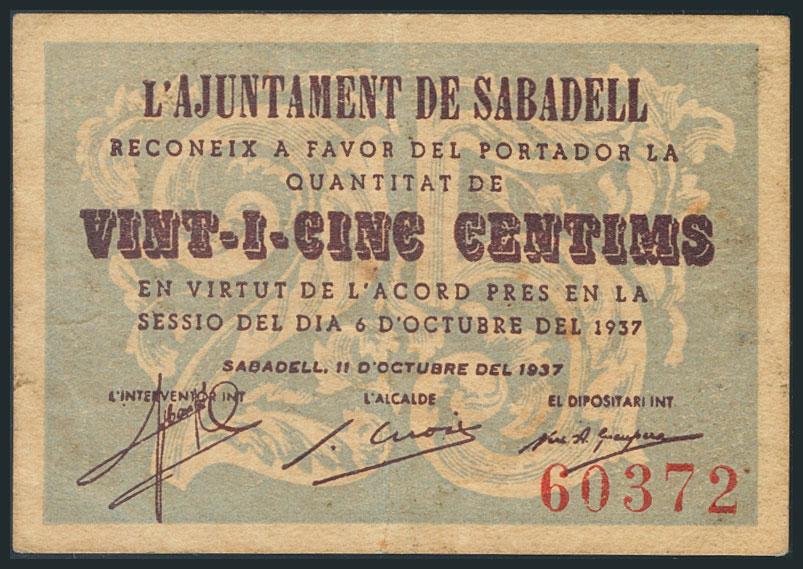 L'AJUNTAMENT DE SABADELL
RECONEIX A FAVOR DEL PORTADOR LA
QUANTITAT DE
VINT-I-CINC CENTIMS
EN VIRTUT DE L'ACORD PRES EN LA
SESSIO DEL DIA 6 D'OCTUBRE DEL 1937
SABADELL, 11 D'OCTUBRE DEL 1937
L'INTERVENTOR INT. L'ALCALDE EL DIPOSITARI INT.
60372
25